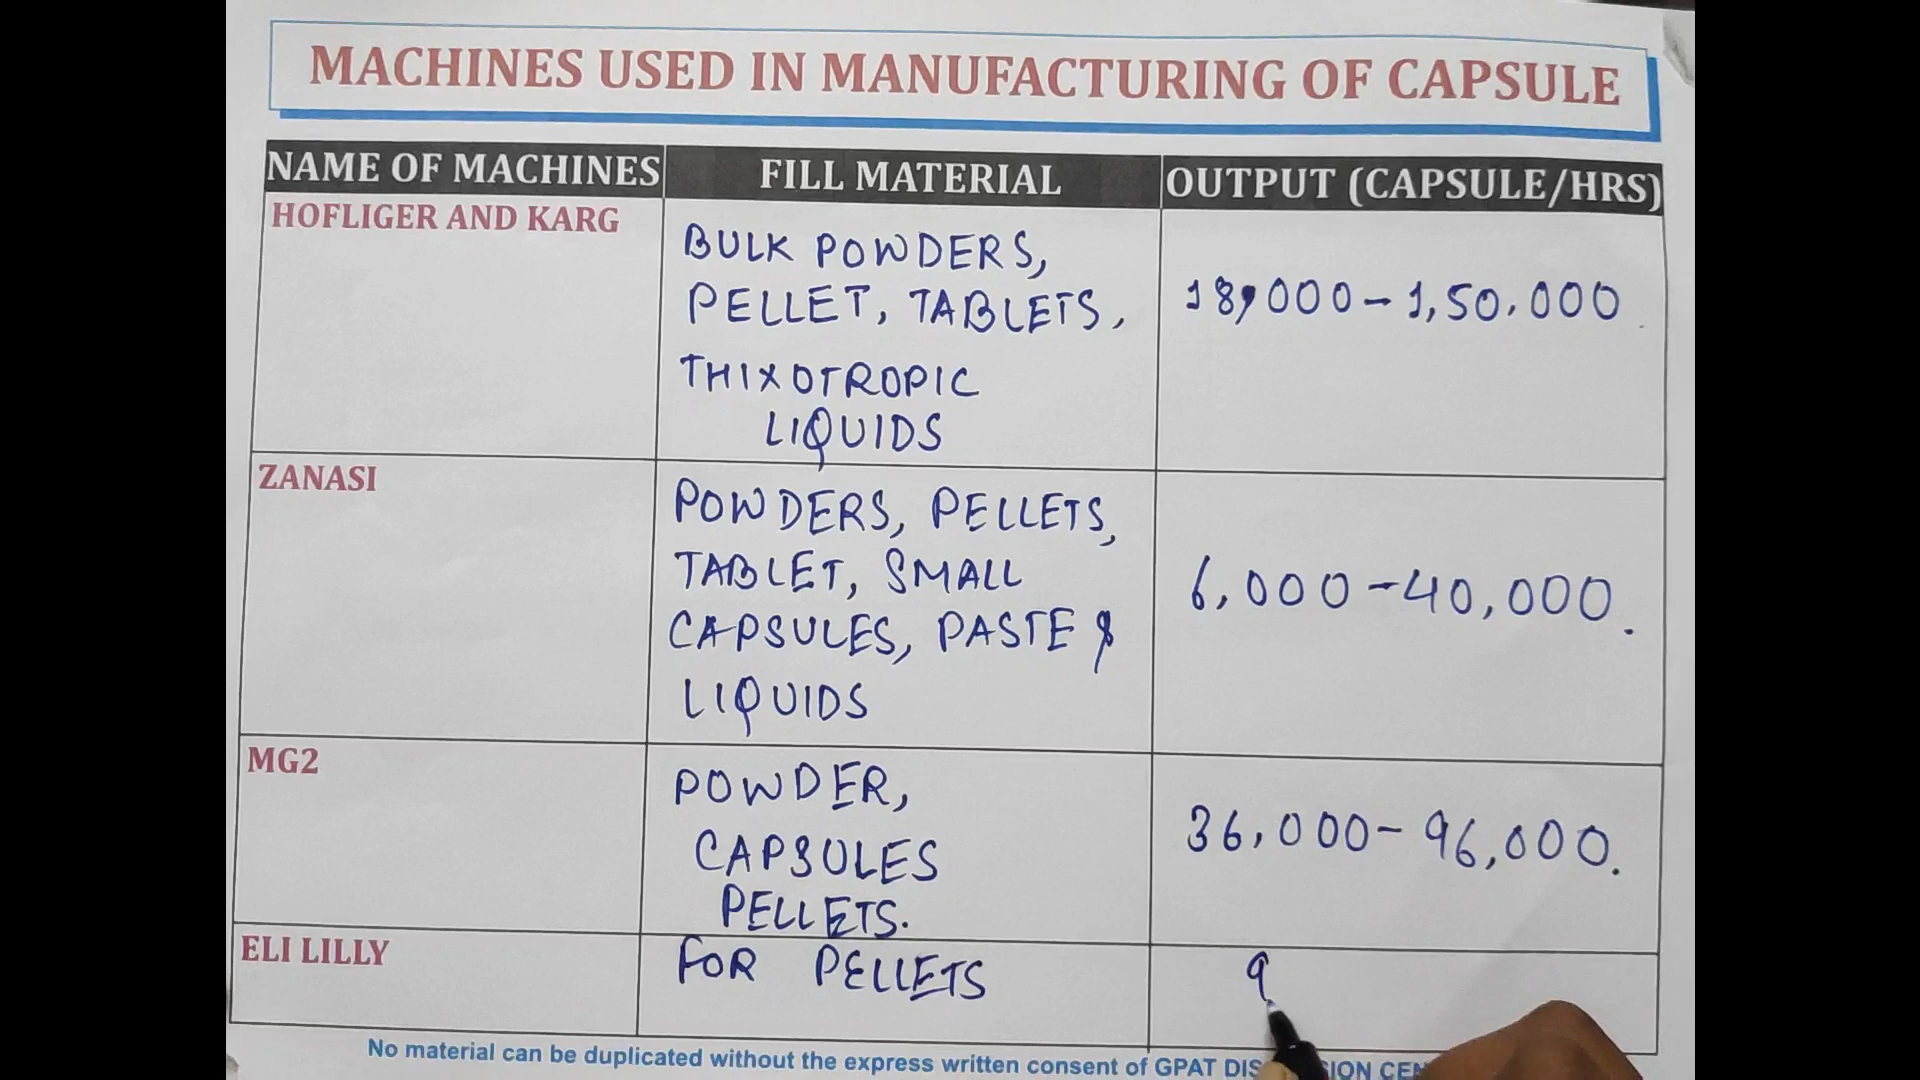 MACHINES USED IN MANUFACTURING OF CAPSULE
NAME OF MACHINES FILL MATERIAL OUTPUT (CAPSULE/HRS)
HOFLIGER AND KARG
BULK POWDERS,
PELLET, TABLETS,
THIXOTROPIC
LIQUIDS
18,000-1,50,000
ZANASI
POWDERS, PELLETS,
TABLET, SMALL
CAPSULES, PASTE &
LIQUIDS
6,000-40,000.
MG2
POWDER,
CAPSULES
PELLETS.
36,000-96,000.
ELI LILLY
FOR PELLETS
9
No material can be duplicated without the express written consent of GPAT